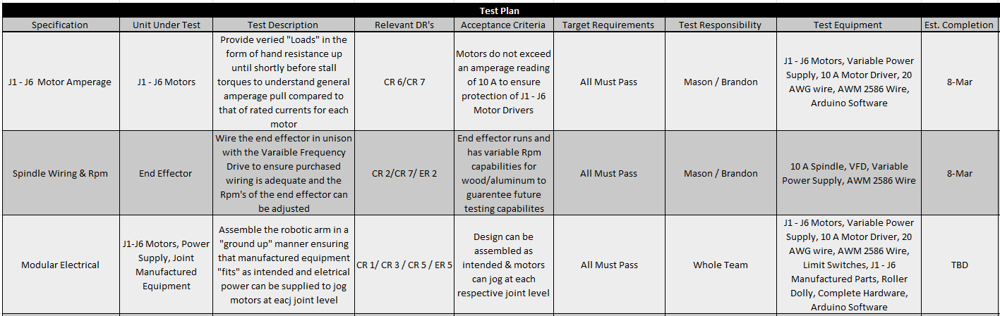 Test Plan
Specification Unit Under Test Test Description Relevant DR's Acceptance Criteria Target Requirements Test Responsibility Test Equipment Est. Completion
J1 - J6 Motor Amperage
J1 - J6 Motors
Provide veried "Loads" in the
form of hand resistance up
until shortly before stall
torques to understand general
amperage pull compared to
that of rated currents for each
motor
CR 6/CR 7
Motors do not exceed
an amperage reading
of 10 A to ensure
protection of J1 - J6
Motor Drivers
All Must Pass
Mason / Brandon
J1 - J6 Motors, Variable Power
Supply, 10 A Motor Driver, 20
AWG wire, AWM 2586 Wire,
Arduino Software
8-Mar
Spindle Wiring & Rpm
End Effector
Wire the end effector in unison
with the Varaible Frequency
Drive to ensure purchased
wiring is adequate and the
Rpm's of the end effector can
be adjusted
CR 2/CR 7/ ER 2
End effector runs and
has variable Rpm
capabilities for
wood/aluminum to
guarentee future
testing capabilites
All Must Pass
Mason / Brandon
10 A Spindle, VFD, Variable
Power Supply, AWM 2586 Wire
8-Mar
Modular Electrical
J1-J6 Motors, Power
Supply, Joint
Manufactured
Equipment
Assemble the robotic arm in a
"ground up" manner ensuring
that manufactured equipment
"fits" as intended and eletrical
power can be supplied to jog
motors at eacj joint level
CR 1/ CR 3 / CR 5 / ER 5
Design can be
assembled as
intended & motors
can jog at each
respective joint level
All Must Pass
Whole Team
J1 - J6 Motors, Variable Power
Supply, 10 A Motor Driver, 20
AWG wire, AWM 2586 Wire,
Limit Switches, J1 - J6
Manufactured Parts, Roller
Dolly, Complete Hardware,
Arduino Software
TBD